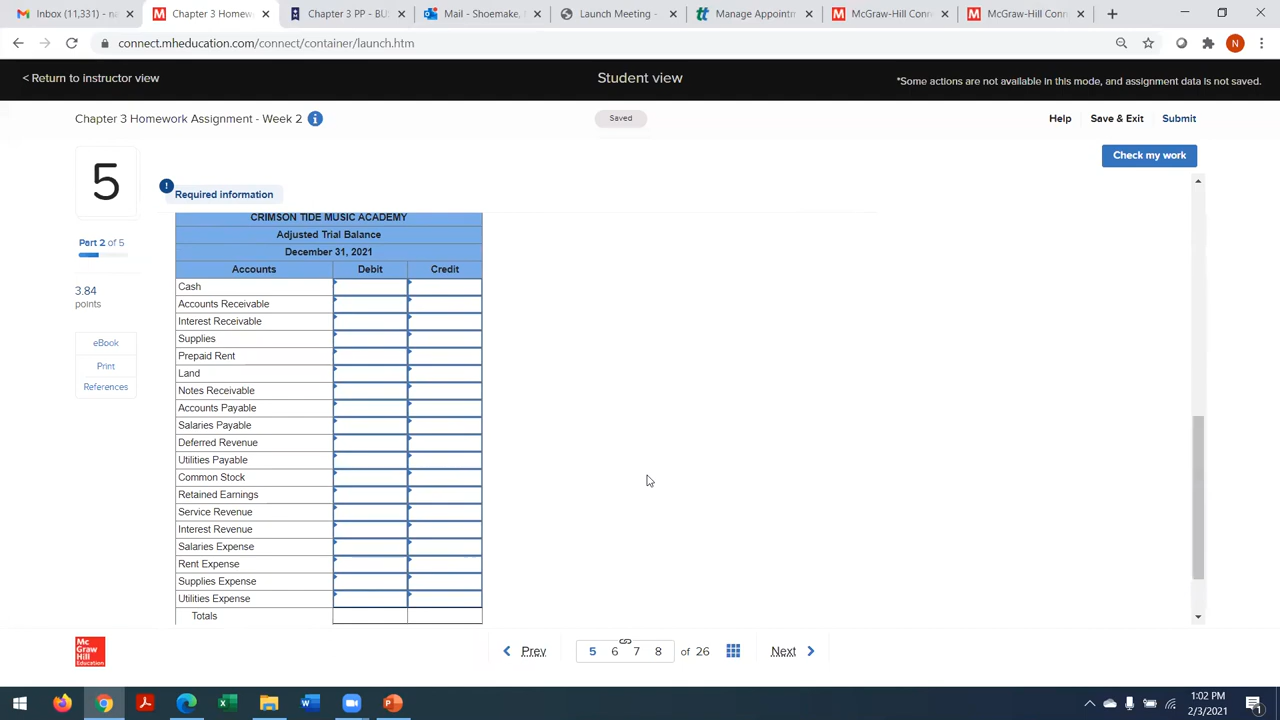 Inbox (11,331) - na
Chapter 3 Homew
Chapter 3 PP - BU
Mail - Shoemake,
Launch Meeting -
Manage Appointm
McGraw-Hill Conn
McGraw-Hill Conn
connect.mheducation.com/connect/container/launch.htm
N
< Return to instructor view
Student view
*Some actions are not available in this mode, and assignment data is not saved.
Chapter 3 Homework Assignment - Week 2
Saved
Help
Save & Exit
Submit
Check my work
5
Required information
Part 2 of 5
3.84
points
eBook
Print
References
CRIMSON TIDE MUSIC ACADEMY
Adjusted Trial Balance
December 31, 2021
Accounts Debit Credit
Cash
Accounts Receivable
Interest Receivable
Supplies
Prepaid Rent
Land
Notes Receivable
Accounts Payable
Salaries Payable
Deferred Revenue
Utilities Payable
Common Stock
Retained Earnings
Service Revenue
Interest Revenue
Salaries Expense
Rent Expense
Supplies Expense
Utilities Expense
Totals
Mc
Graw
Hill
Education
Prev
5 6 7 8 of 26
Next
1:02 PM
2/3/2021